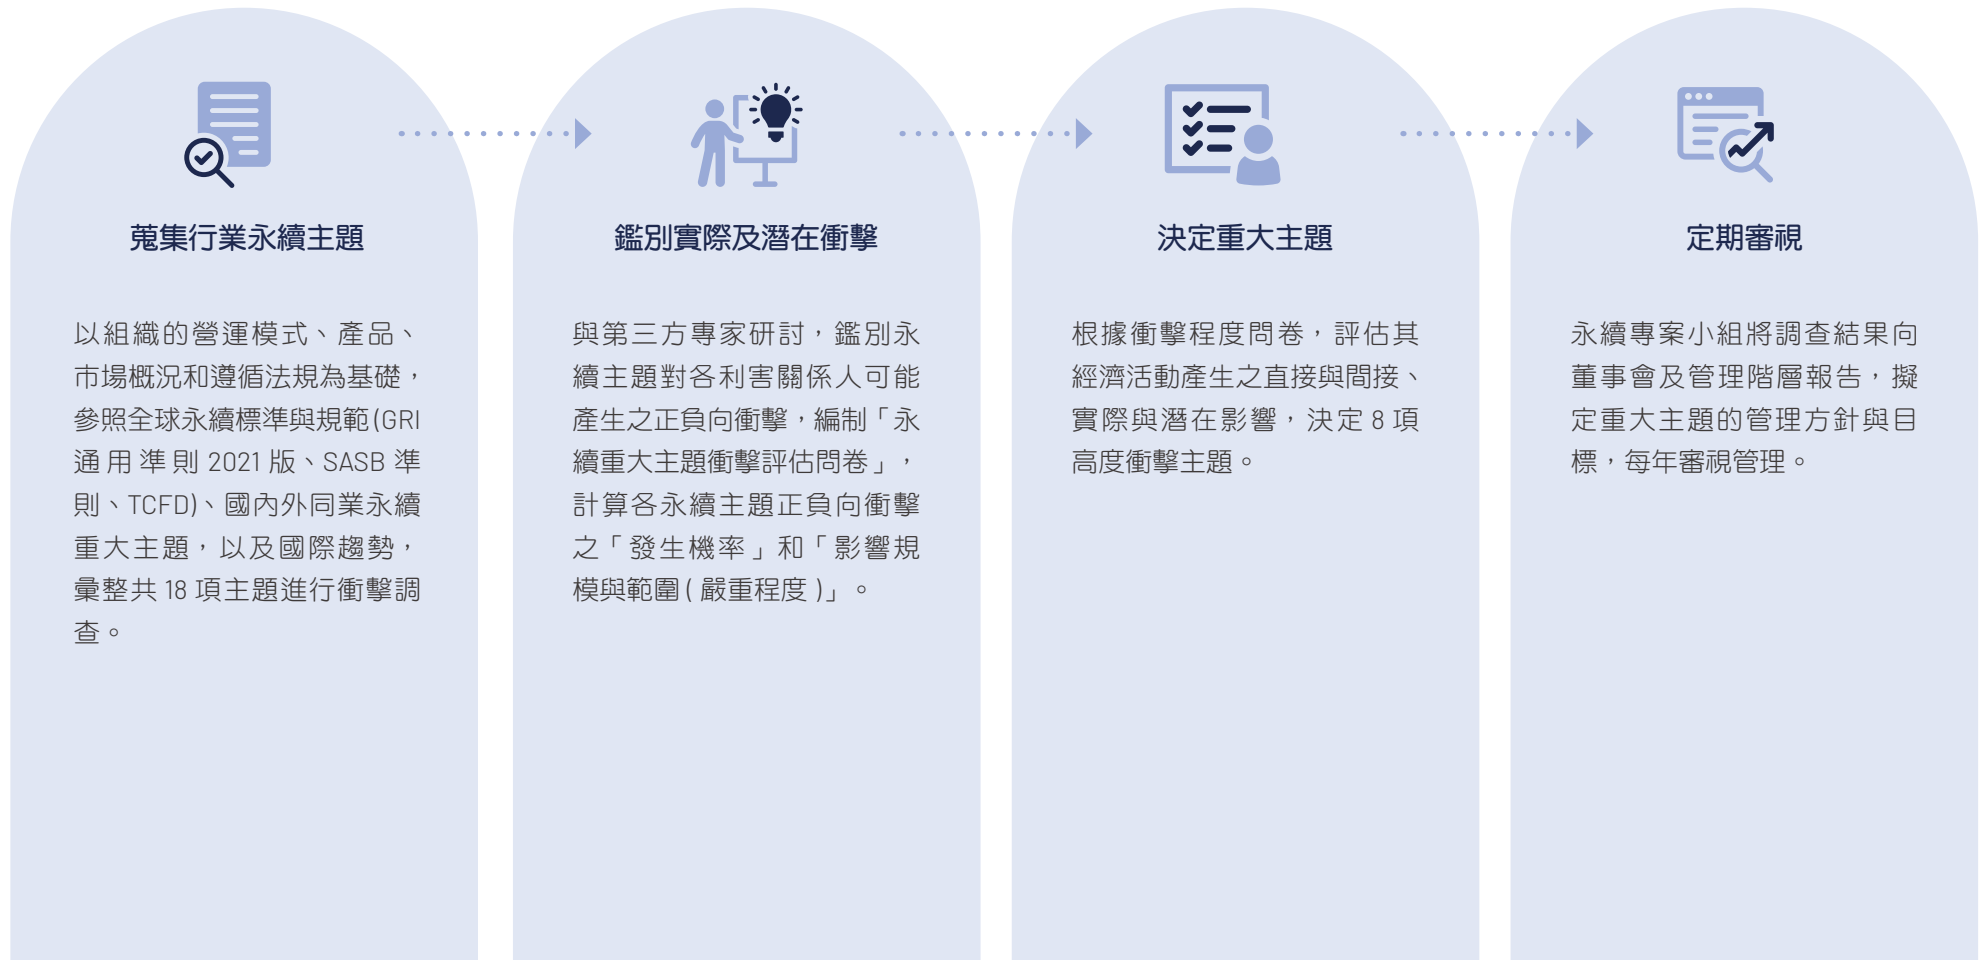 蒐集行業永續主題
以組織的營運模式、產品、
市場概況和遵循法規為基礎，
參照全球永續標準與規範 (GRI
通用準則 2021 版、SASB 準
則、TCFD)、國內外同業永續
重大主題，以及國際趨勢，
彙整共 18 項主題進行衝擊調
查。
鑑別實際及潛在衝擊
與第三方專家研討，鑑別永
續主題對各利害關係人可能
產生之正負向衝擊，編制「永
續重大主題衝擊評估問卷」，
計算各永續主題正負向衝擊
之「發生機率」和「影響規
模與範圍 ( 嚴重程度 )」。
決定重大主題
根據衝擊程度問卷，評估其
經濟活動產生之直接與間接、
實際與潛在影響，決定 8 項
高度衝擊主題。
定期審視
永續專案小組將調查結果向
董事會及管理階層報告，擬
定重大主題的管理方針與目
標，每年審視管理。